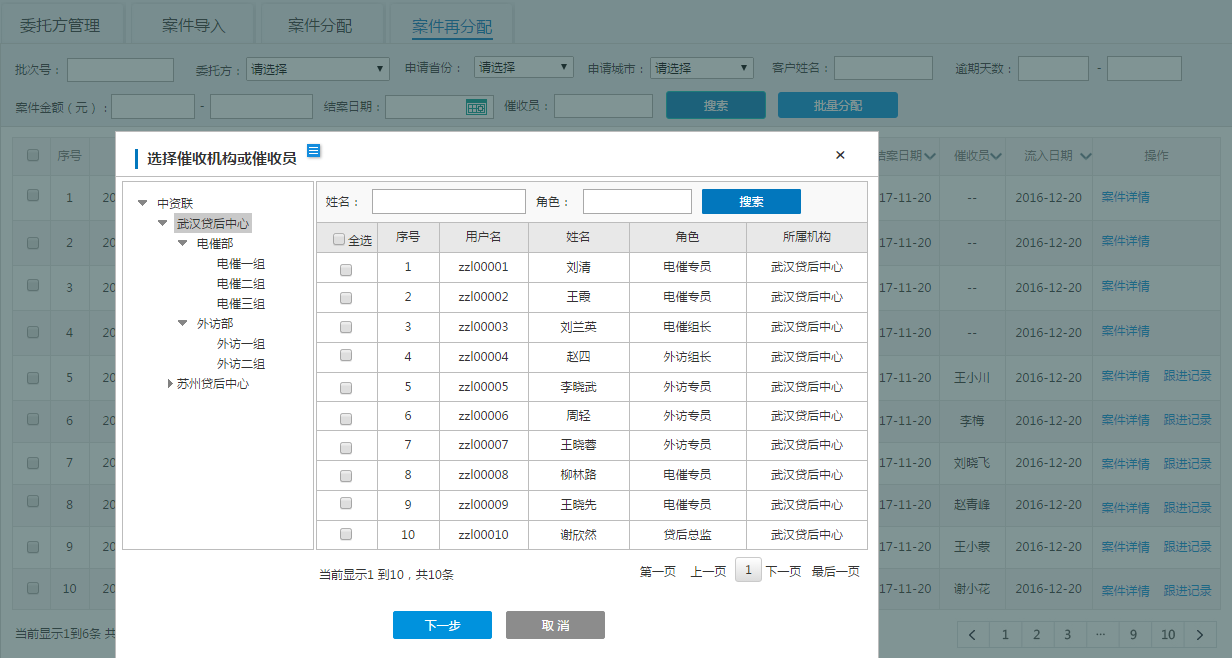 委托方管理 案件导入 案件分配 案件再分配
批次号： 委托方： 请选择 申请省份： 请选择 申请城市： 请选择 客户姓名： 逾期天数： -
案件金额（元）： - 结案日期： 催收员： 搜索 批量分配
序号 结案日期 催收员 流入日期 操作
选择催收机构或催收员 ×
中资联
武汉贷后中心
电催部
电催一组
电催二组
电催三组
外访部
外访一组
外访二组
苏州贷后中心
姓名： 角色： 搜索
全选 序号 用户名 姓名 角色 所属机构
1 zzl00001 刘清 电催专员 武汉贷后中心
2 zzl00002 王霞 电催专员 武汉贷后中心
3 zzl00003 刘兰英 电催组长 武汉贷后中心
4 zzl00004 赵四 外访组长 武汉贷后中心
5 zzl00005 李晓武 外访专员 武汉贷后中心
6 zzl00006 周轻 外访专员 武汉贷后中心
7 zzl00007 王晓蓉 外访专员 武汉贷后中心
8 zzl00008 柳林路 电催专员 武汉贷后中心
9 zzl00009 王晓先 电催专员 武汉贷后中心
10 zzl00010 谢欣然 贷后总监 武汉贷后中心
当前显示1 到10，共10条 第一页 上一页 1 下一页 最后一页
下一步 取 消
1 20 17-11-20 -- 2016-12-20 案件详情
2 20 17-11-20 -- 2016-12-20 案件详情
3 20 17-11-20 -- 2016-12-20 案件详情
4 20 17-11-20 -- 2016-12-20 案件详情
5 20 17-11-20 王小川 2016-12-20 案件详情 跟进记录
6 20 17-11-20 李梅 2016-12-20 案件详情 跟进记录
7 20 17-11-20 刘晓飞 2016-12-20 案件详情 跟进记录
8 20 17-11-20 赵青峰 2016-12-20 案件详情 跟进记录
9 20 17-11-20 王小蒙 2016-12-20 案件详情 跟进记录
10 20 17-11-20 谢小花 2016-12-20 案件详情 跟进记录
当前显示1到6条 共 1 2 3 ... 9 10